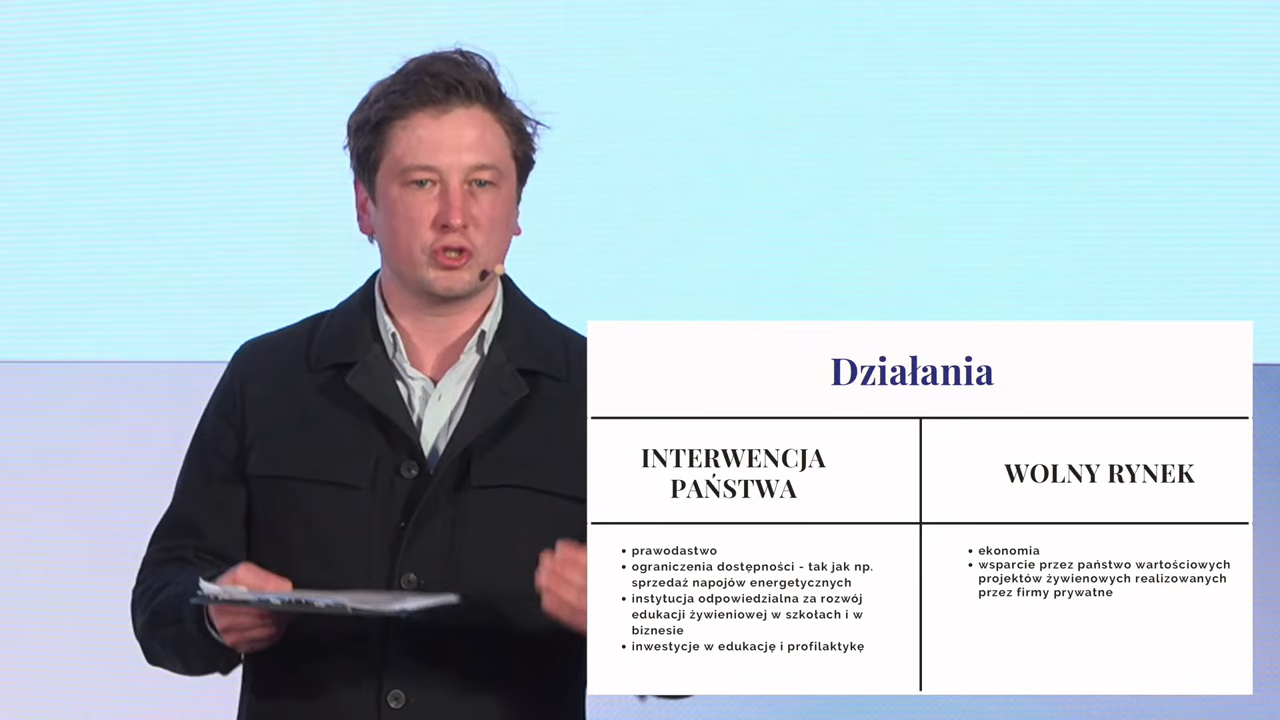 Działania
INTERWENCJA
PAŃSTWA
WOLNY RYNEK
• prawodastwo
• ograniczenia dostępności - tak jak np.
sprzedaż napojów energetycznych
• instytucja odpowiedzialna za rozwój
edukacji żywieniowej w szkołach i w
biznesie
• inwestycje w edukację i profilaktykę
• ekonomia
• wsparcie przez państwo wartościowych
projektów żywienowych realizowanych
przez firmy prywatne